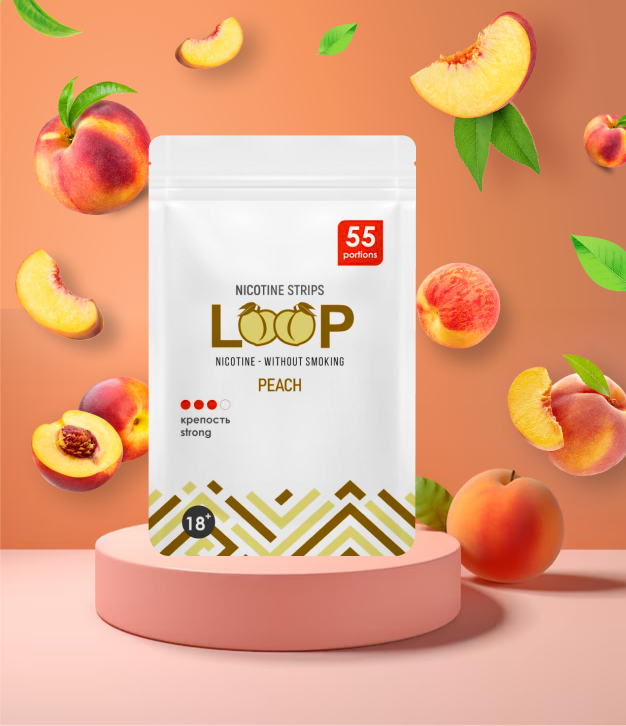 55
portions
NICOTINE STRIPS
LOOP
NICOTINE - WITHOUT SMOKING
PEACH
крепость
strong
18+